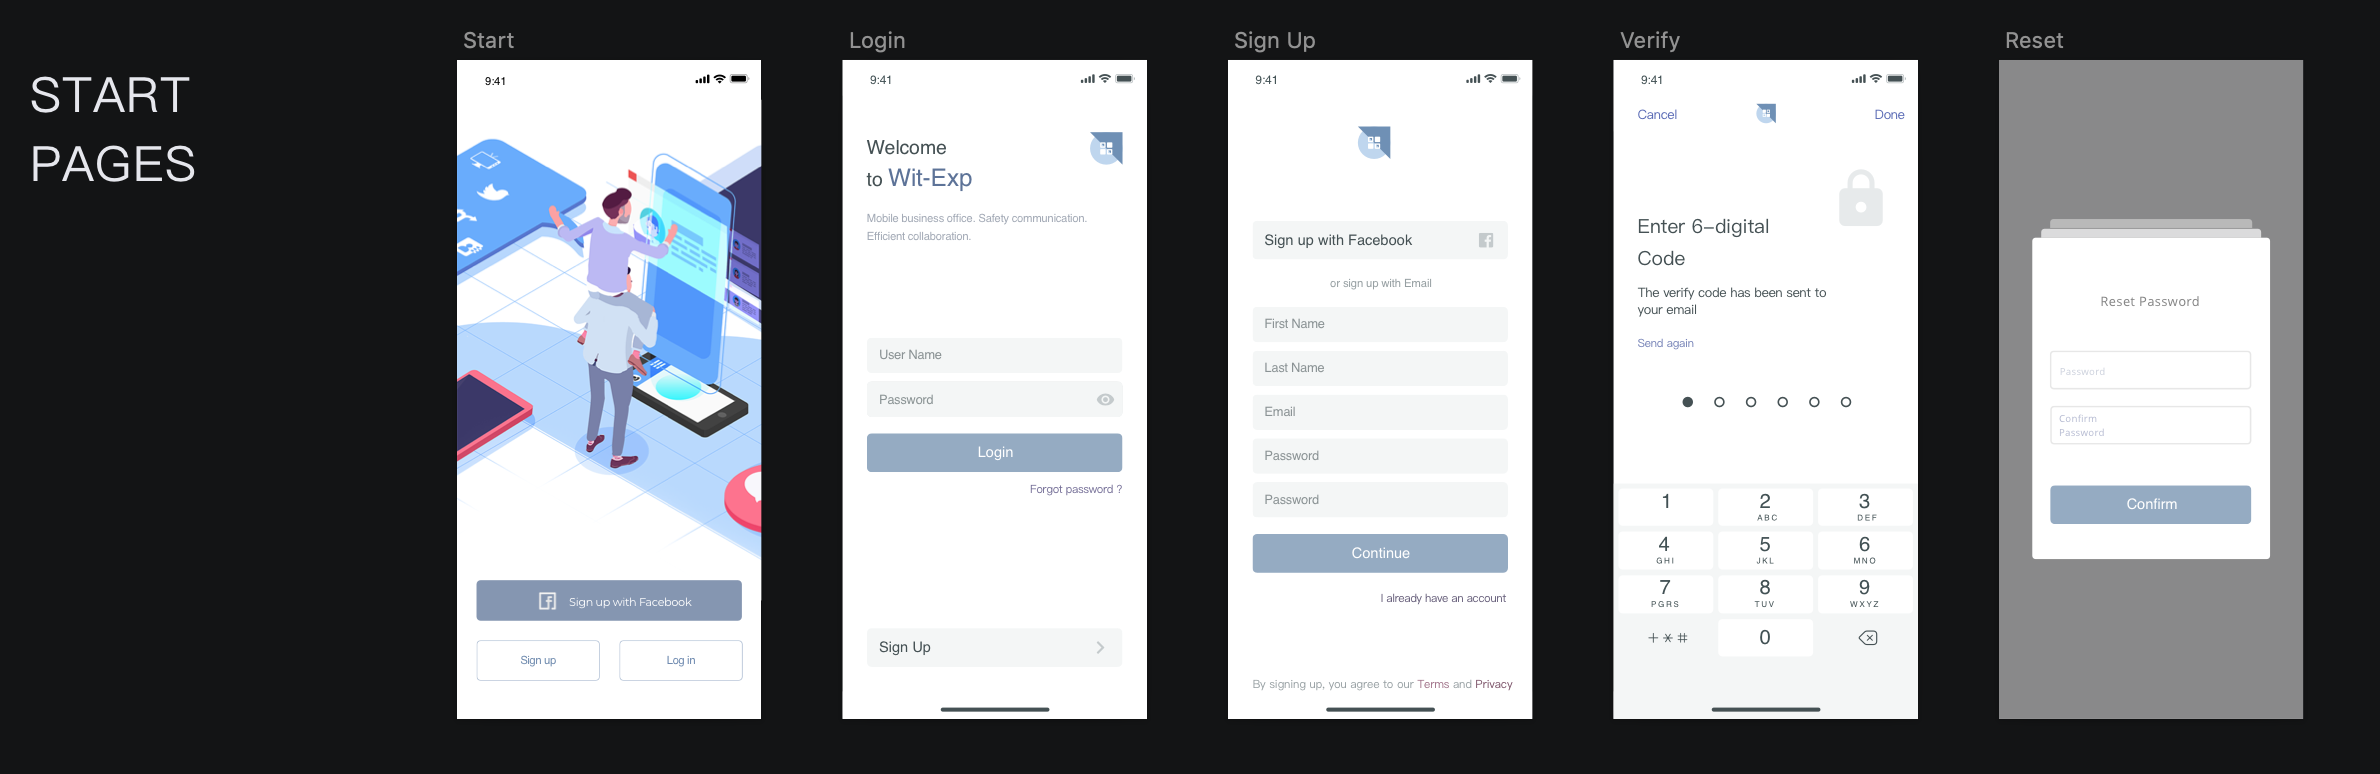 START
PAGES
Start
9:41
Sign up with Facebook
Sign up
Log in
Login
9:41
Welcome
to Wit-Exp
Mobile business office. Safety communication.
Efficient collaboration.
User Name
Password
Login
Forgot password ?
Sign Up
Sign Up
9:41
Sign up with Facebook
or sign up with Email
First Name
Last Name
Email
Password
Password
Continue
I already have an account
By signing up, you agree to our Terms and Privacy
Verify
9:41
Cancel
Done
Enter 6-digital
Code
The verify code has been sent to
your email
Send again
1
2
ABC
3
DEF
4
GHI
5
JKL
6
MNO
7
PGRS
8
TUV
9
WXYZ
+*#
0
Reset
Reset Password
Password
Confirm
Password
Confirm